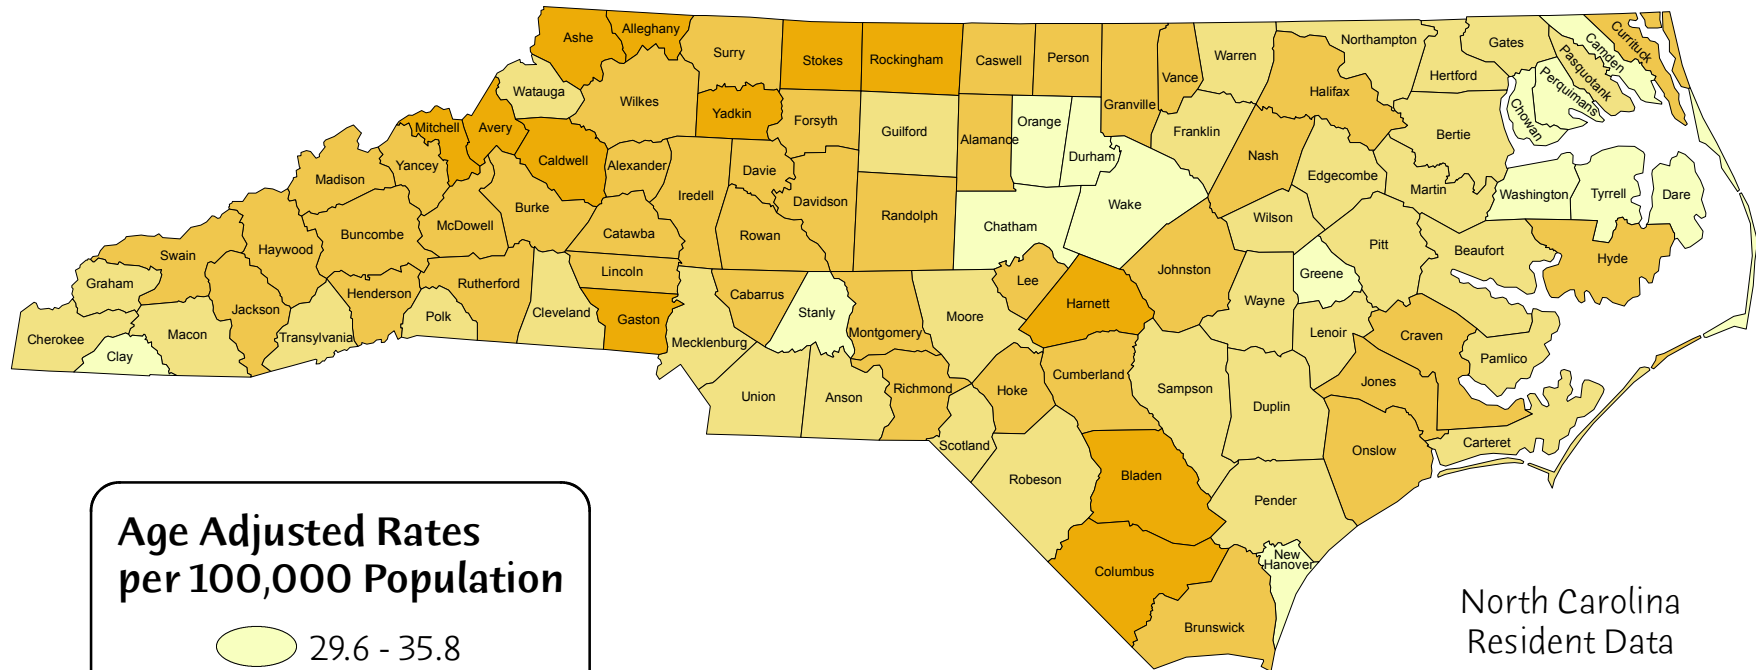 Ashe
Alleghany
Surry
Stokes
Rockingham
Caswell
Person
Granville
Vance
Warren
Northampton
Halifax
Hertford
Gates
Currituck
Camden
Pasquotank
Perquimans
Chowan
Watauga
Wilkes
Yadkin
Forsyth
Guilford
Alamance
Orange
Durham
Franklin
Nash
Bertie
Mitchell
Avery
Caldwell
Alexander
Davie
Iredell
Madison
Yancey
Edgecombe
Martin
Washington
Tyrrell
Dare
Burke
McDowell
Davidson
Randolph
Chatham
Wake
Wilson
Pitt
Beaufort
Hyde
Swain
Haywood
Buncombe
Catawba
Rowan
Lincoln
Graham
Jackson
Henderson
Rutherford
Cleveland
Gaston
Cabarrus
Stanly
Montgomery
Moore
Lee
Harnett
Johnston
Wayne
Greene
Lenoir
Craven
Pamlico
Cherokee
Clay
Macon
Transylvania
Polk
Mecklenburg
Union
Anson
Richmond
Hoke
Cumberland
Sampson
Duplin
Jones
Scotland
Robeson
Bladen
Pender
Onslow
Carteret
New
Hanover
Columbus
Brunswick
Age Adjusted Rates
per 100,000 Population
29.6 - 35.8
North Carolina
Resident Data